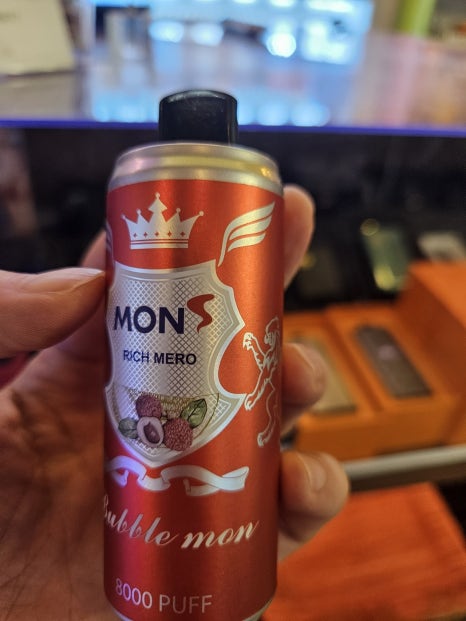 MONS
RICH MERO
Bubble mon
8000 PUFF